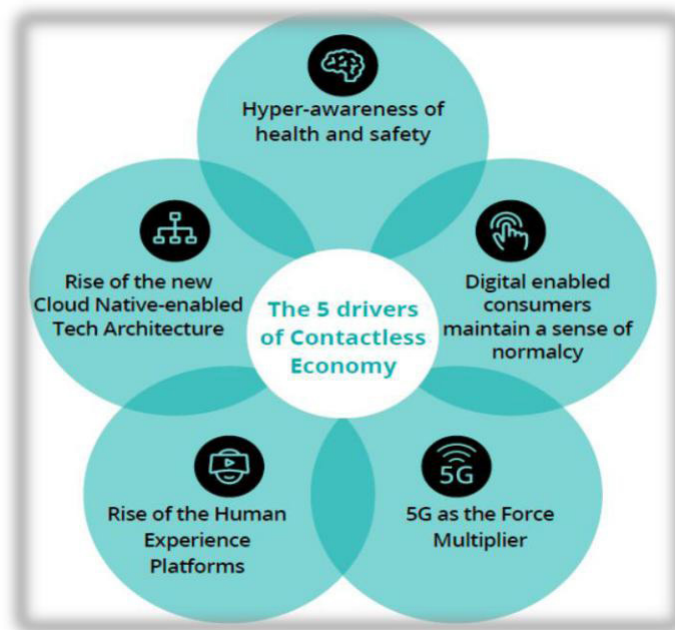 Hyper-awareness of
health and safety
Rise of the new
Cloud Native-enabled
Tech Architecture
The 5 drivers
of Contactless
Economy
Digital enabled
consumers
maintain a sense of
normalcy
Rise of the Human
Experience
Platforms
5G
5G as the Force
Multiplier